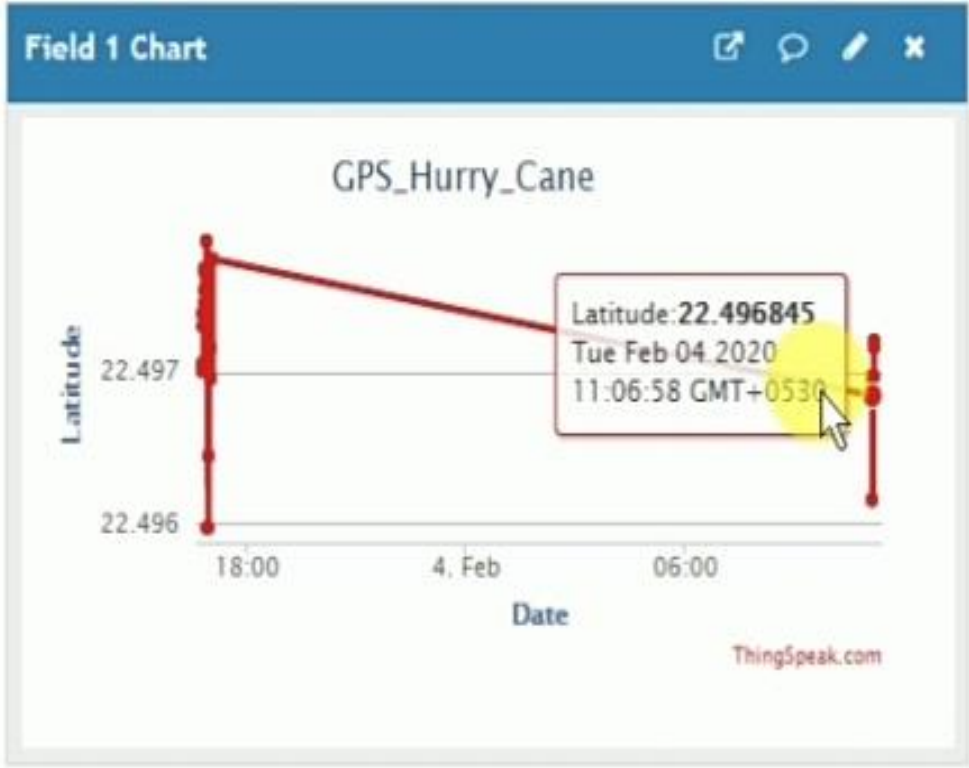 Field 1 Chart
GPS_Hurry_Cane
Latitude
22.497
22.496
Latitude:22.496845
Tue Feb 04 2020
11:06:58 GMT+0530
18:00
4. Feb
06:00
Date
ThingSpeak.com